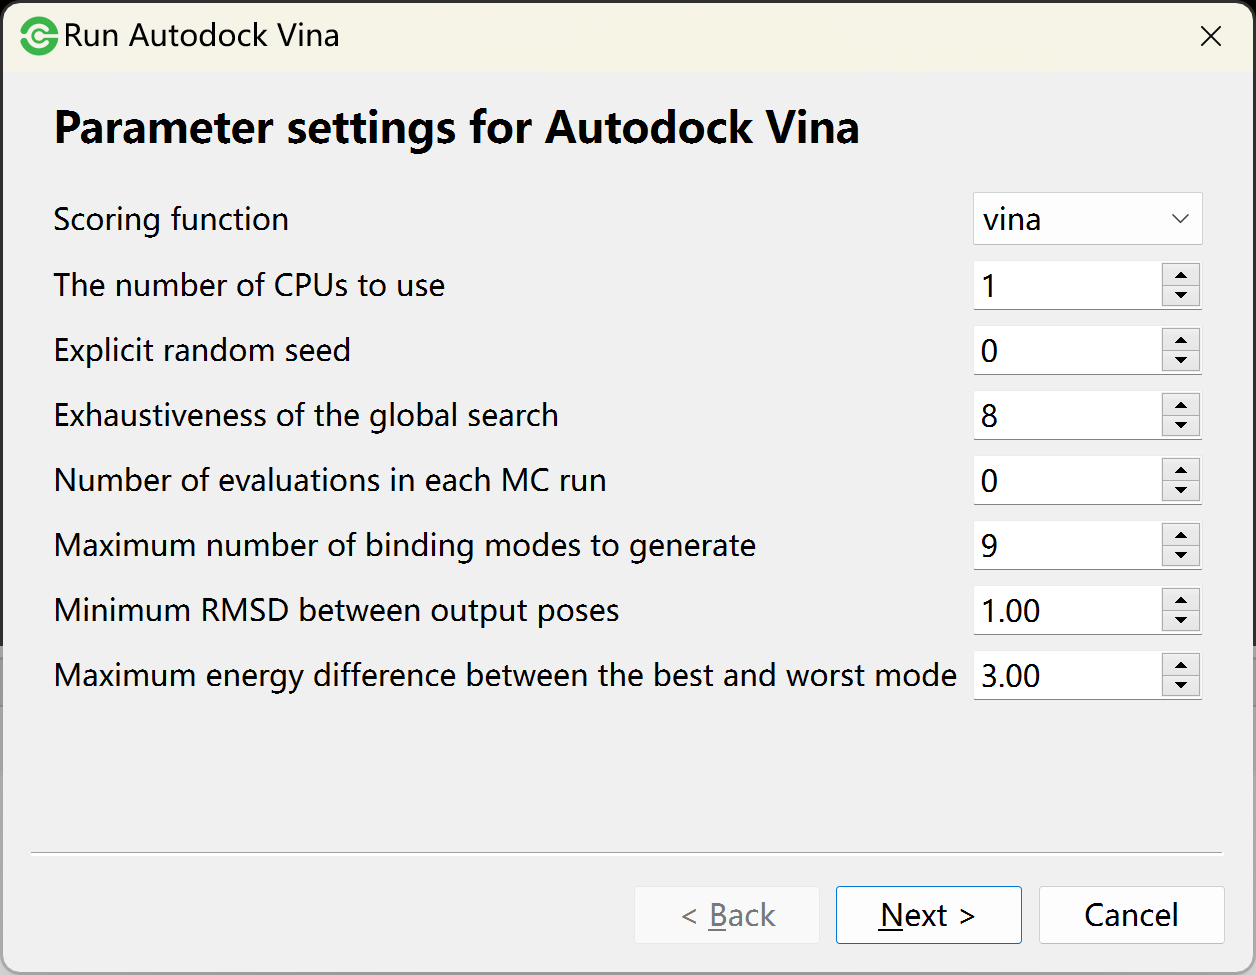 Run Autodock Vina
Parameter settings for Autodock Vina
Scoring function vina
The number of CPUs to use 1
Explicit random seed 0
Exhaustiveness of the global search 8
Number of evaluations in each MC run 0
Maximum number of binding modes to generate 9
Minimum RMSD between output poses 1.00
Maximum energy difference between the best and worst mode 3.00
< Back Next > Cancel